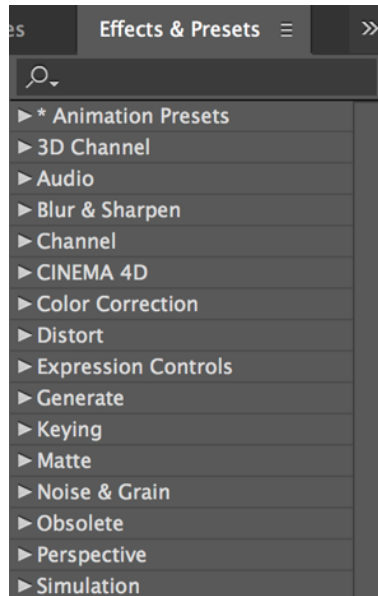 es Effects & Presets
* Animation Presets
3D Channel
Audio
Blur & Sharpen
Channel
CINEMA 4D
Color Correction
Distort
Expression Controls
Generate
Keying
Matte
Noise & Grain
Obsolete
Perspective
Simulation